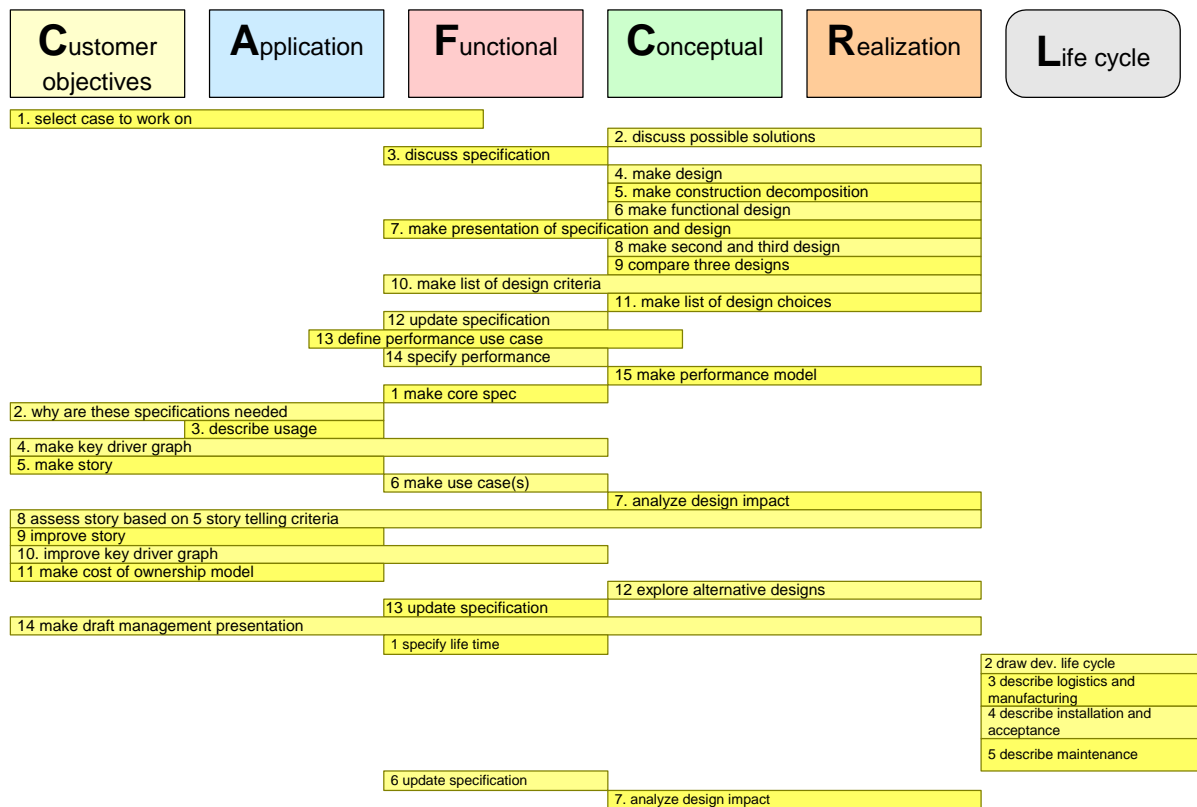 Customer
objectives
Application
Functional
Conceptual
Realization
Life cycle
1. select case to work on
2. discuss possible solutions
3. discuss specification
4. make design
5. make construction decomposition
6 make functional design
7. make presentation of specification and design
8 make second and third design
9 compare three designs
10. make list of design criteria
11. make list of design choices
12 update specification
13 define performance use case
14 specify performance
15 make performance model
1 make core spec
2. why are these specifications needed
3. describe usage
4. make key driver graph
5. make story
6 make use case(s)
7. analyze design impact
8 assess story based on 5 story telling criteria
9 improve story
10. improve key driver graph
11 make cost of ownership model
12 explore alternative designs
13 update specification
14 make draft management presentation
1 specify life time
2 draw dev. life cycle
3 describe logistics and
manufacturing
4 describe installation and
acceptance
5 describe maintenance
6 update specification
7. analyze design impact